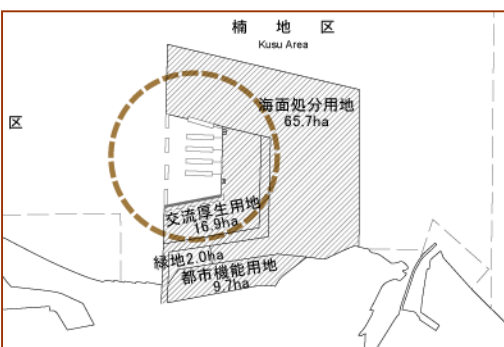 楠地区
Kusu Area
区
海面処分用地
65.7ha
交流厚生用地
16.9ha
緑地2.0ha
都市機能用地
9.7ha